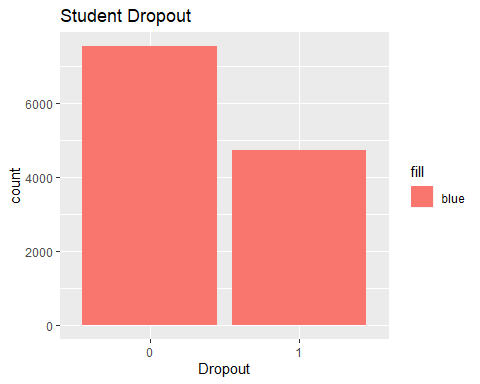 Student Dropout
count
6000
4000
2000
0
0 1
Dropout
fill
blue